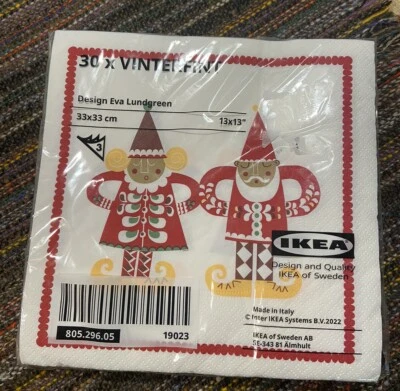 30 x VINTERFINT
Design Eva Lundgreen
33x33 cm
13x13"
3
IKEA
Design and Quality
IKEA of Sweden
Made in Italy
© Inter IKEA Systems B.V. 2022
IKEA of Sweden AB
SE-343 81 Älmhult
805.296.05
19023